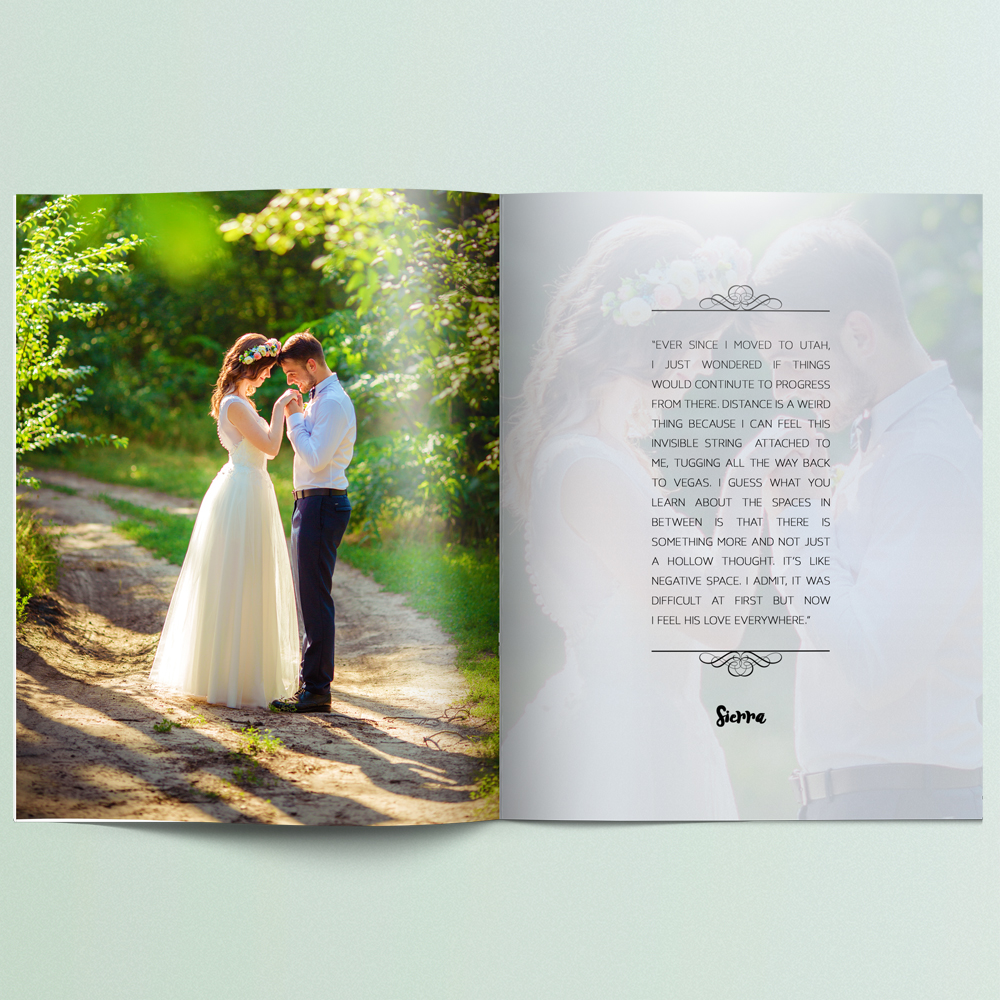 "EVER SINCE I MOVED TO UTAH,
I JUST WONDERED IF THINGS
WOULD CONTINUTE TO PROGRESS
FROM THERE. DISTANCE IS A WEIRD
THING BECAUSE I CAN FEEL THIS
INVISIBLE STRING ATTACHED TO
ME, TUGGING ALL THE WAY BACK
TO VEGAS. I GUESS WHAT YOU
LEARN ABOUT THE SPACES IN
BETWEEN IS THAT THERE IS
SOMETHING MORE AND NOT JUST
A HOLLOW THOUGHT. IT'S LIKE
NEGATIVE SPACE. I ADMIT, IT WAS
DIFFICULT AT FIRST BUT NOW
I FEEL HIS LOVE EVERYWHERE."
Sierra